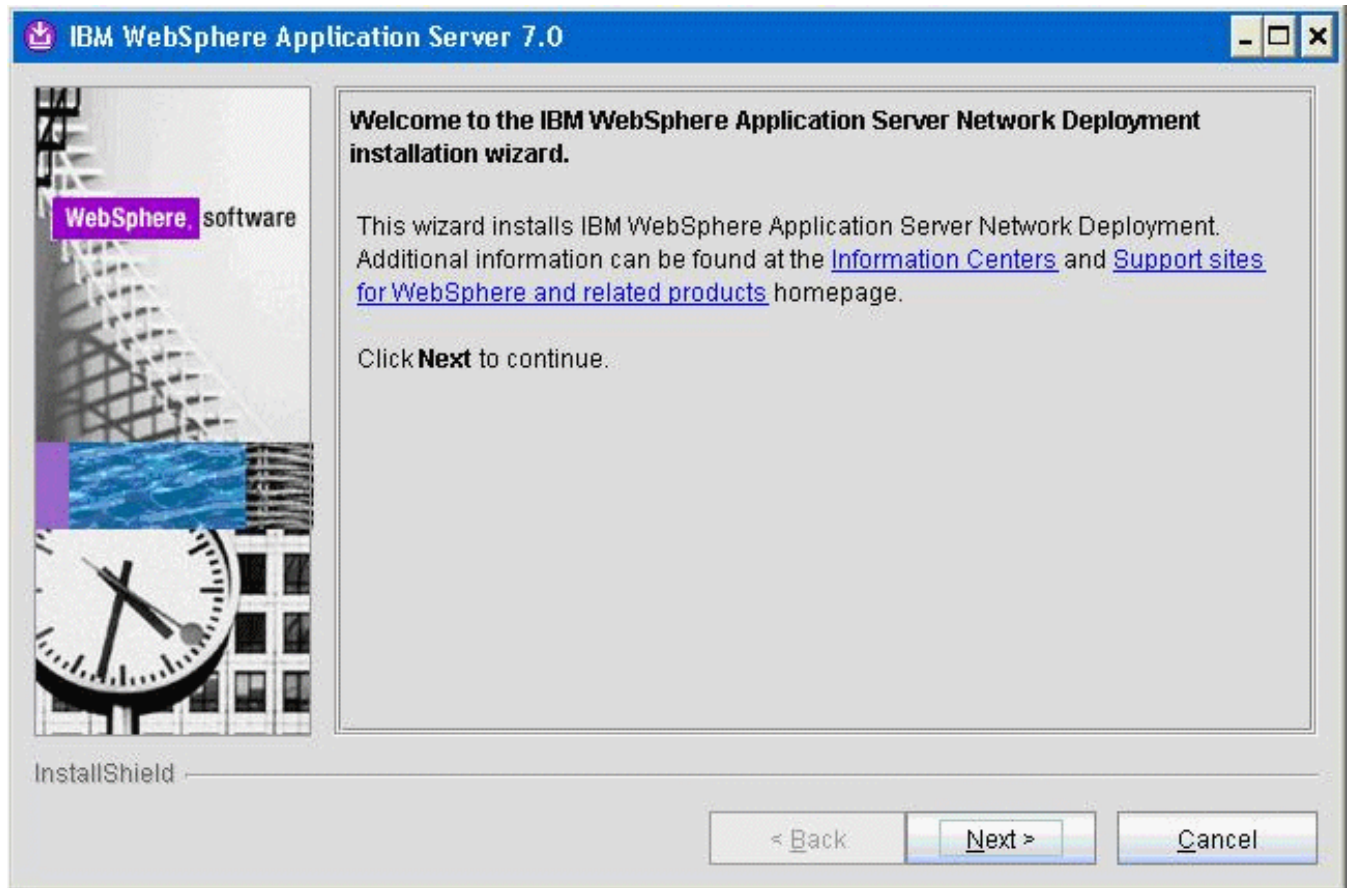 IBM WebSphere Application Server 7.0
WebSphere. software
Welcome to the IBM WebSphere Application Server Network Deployment
installation wizard.
This wizard installs IBM WebSphere Application Server Network Deployment.
Additional information can be found at the Information Centers and Support sites
for WebSphere and related products homepage.
Click Next to continue.
InstallShield
< Back
Next >
Cancel